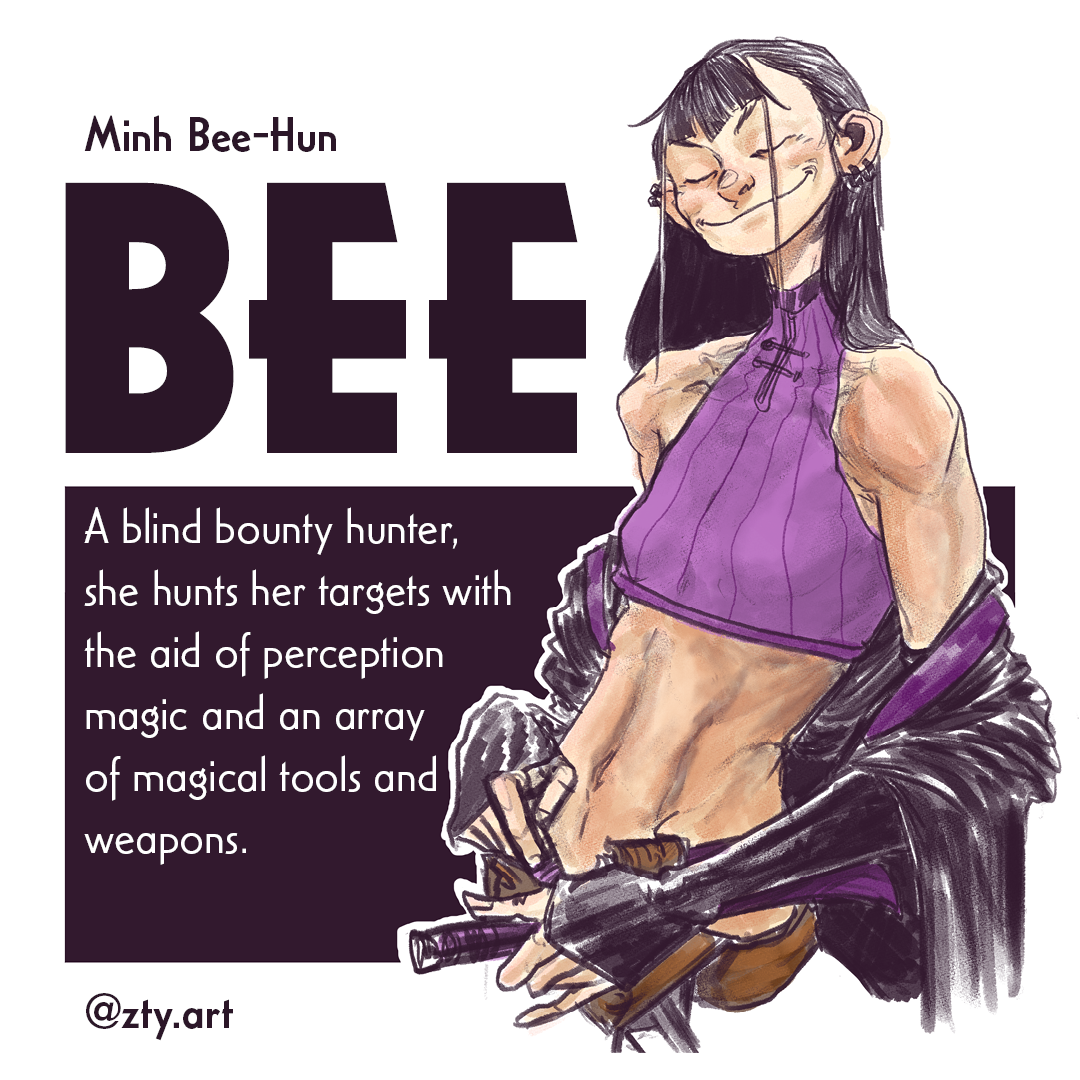 Minh Bee-Hun
BEE
A blind bounty hunter,
she hunts her targets with
the aid of perception
magic and an array
of magical tools and
weapons.
@zty.art